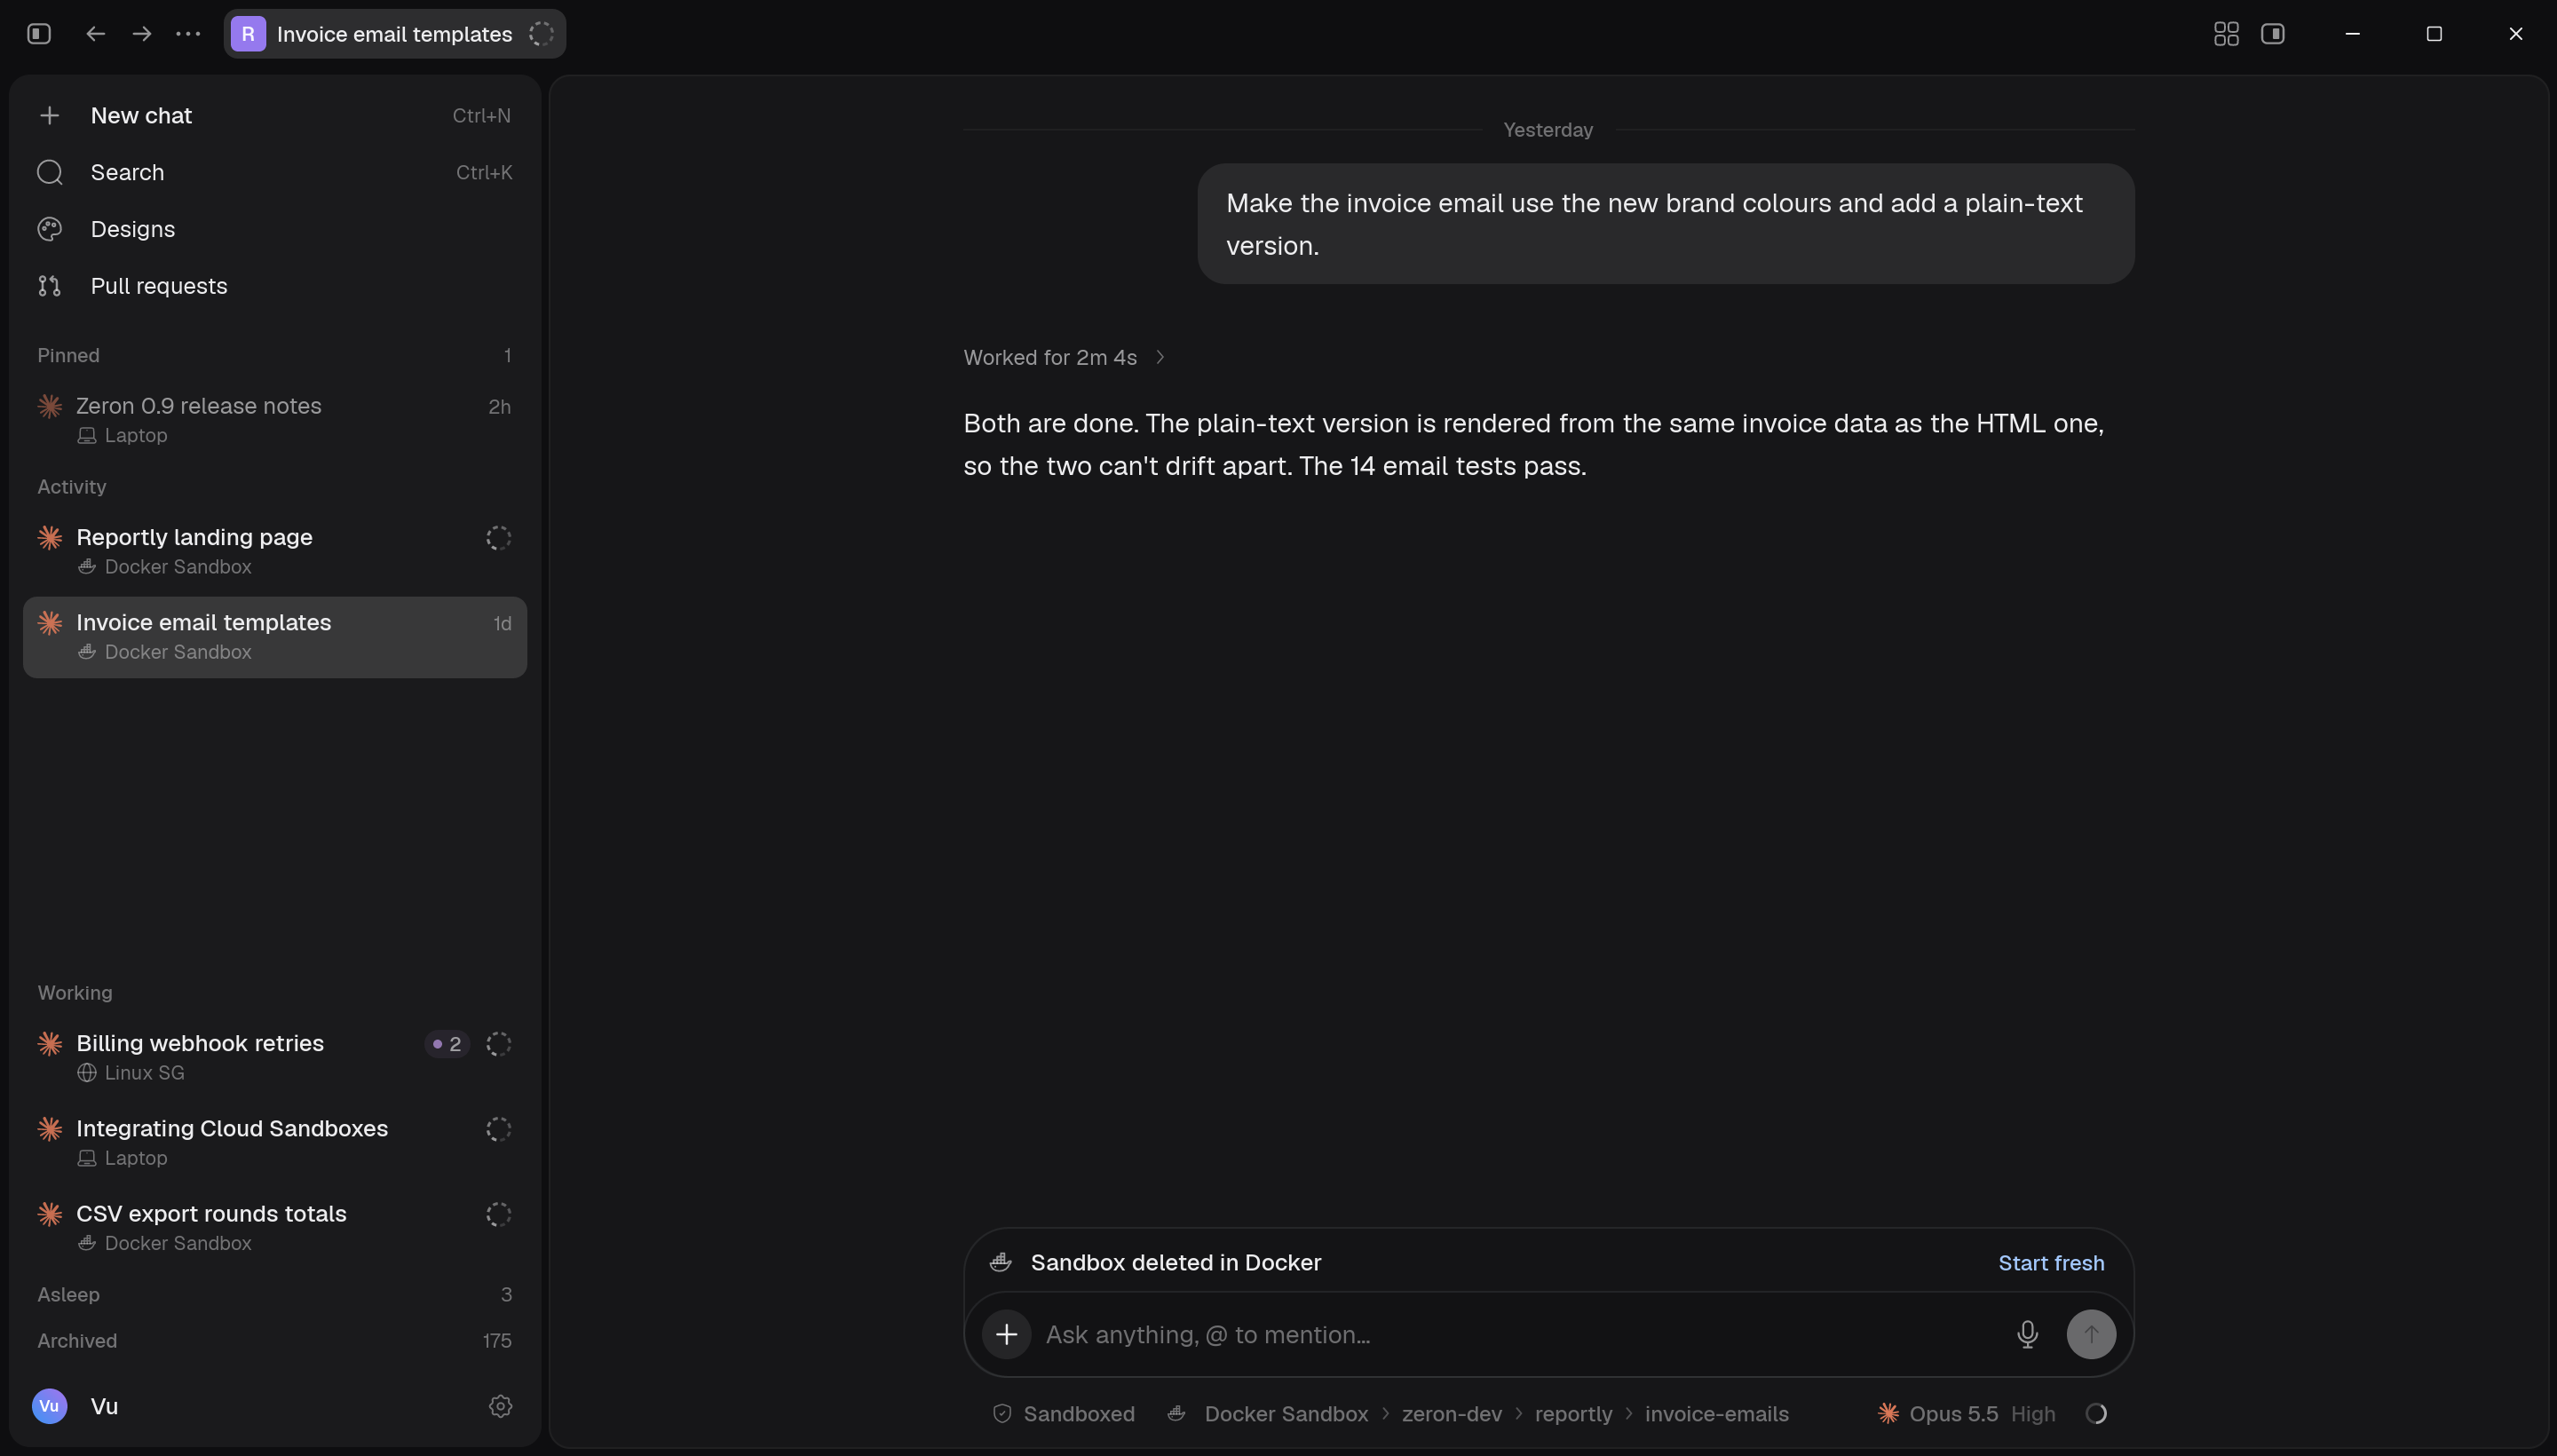 R Invoice email templates
New chat Ctrl+N
Search Ctrl+K
Designs
Pull requests
Pinned 1
Zeron 0.9 release notes 2h
Laptop
Activity
Reportly landing page
Docker Sandbox
Invoice email templates 1d
Docker Sandbox
Working
Billing webhook retries 2
Linux SG
Integrating Cloud Sandboxes
Laptop
CSV export rounds totals
Docker Sandbox
Asleep 3
Archived 175
Vu Vu
Yesterday
Make the invoice email use the new brand colours and add a plain-text
version.
Worked for 2m 4s
Both are done. The plain-text version is rendered from the same invoice data as the HTML one,
so the two can't drift apart. The 14 email tests pass.
Sandbox deleted in Docker Start fresh
Ask anything, @ to mention...
Sandboxed Docker Sandbox > zeron-dev > reportly > invoice-emails Opus 5.5 High